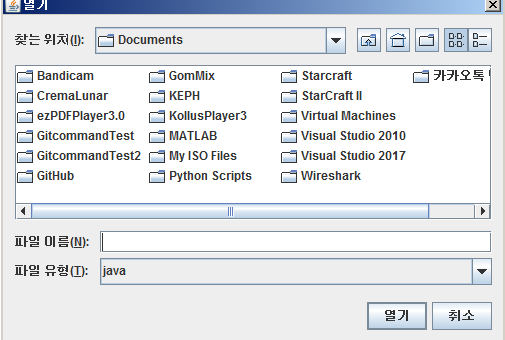 열기
찾는 위치(I): Documents
Bandicam GomMix Starcraft 카카오톡
CremaLunar KEPH StarCraft II
ezPDFPlayer3.0 KollusPlayer3 Virtual Machines
GitcommandTest MATLAB Visual Studio 2010
GitcommandTest2 My ISO Files Visual Studio 2017
GitHub Python Scripts Wireshark
파일 이름(N):
파일 유형(T): java
열기 취소